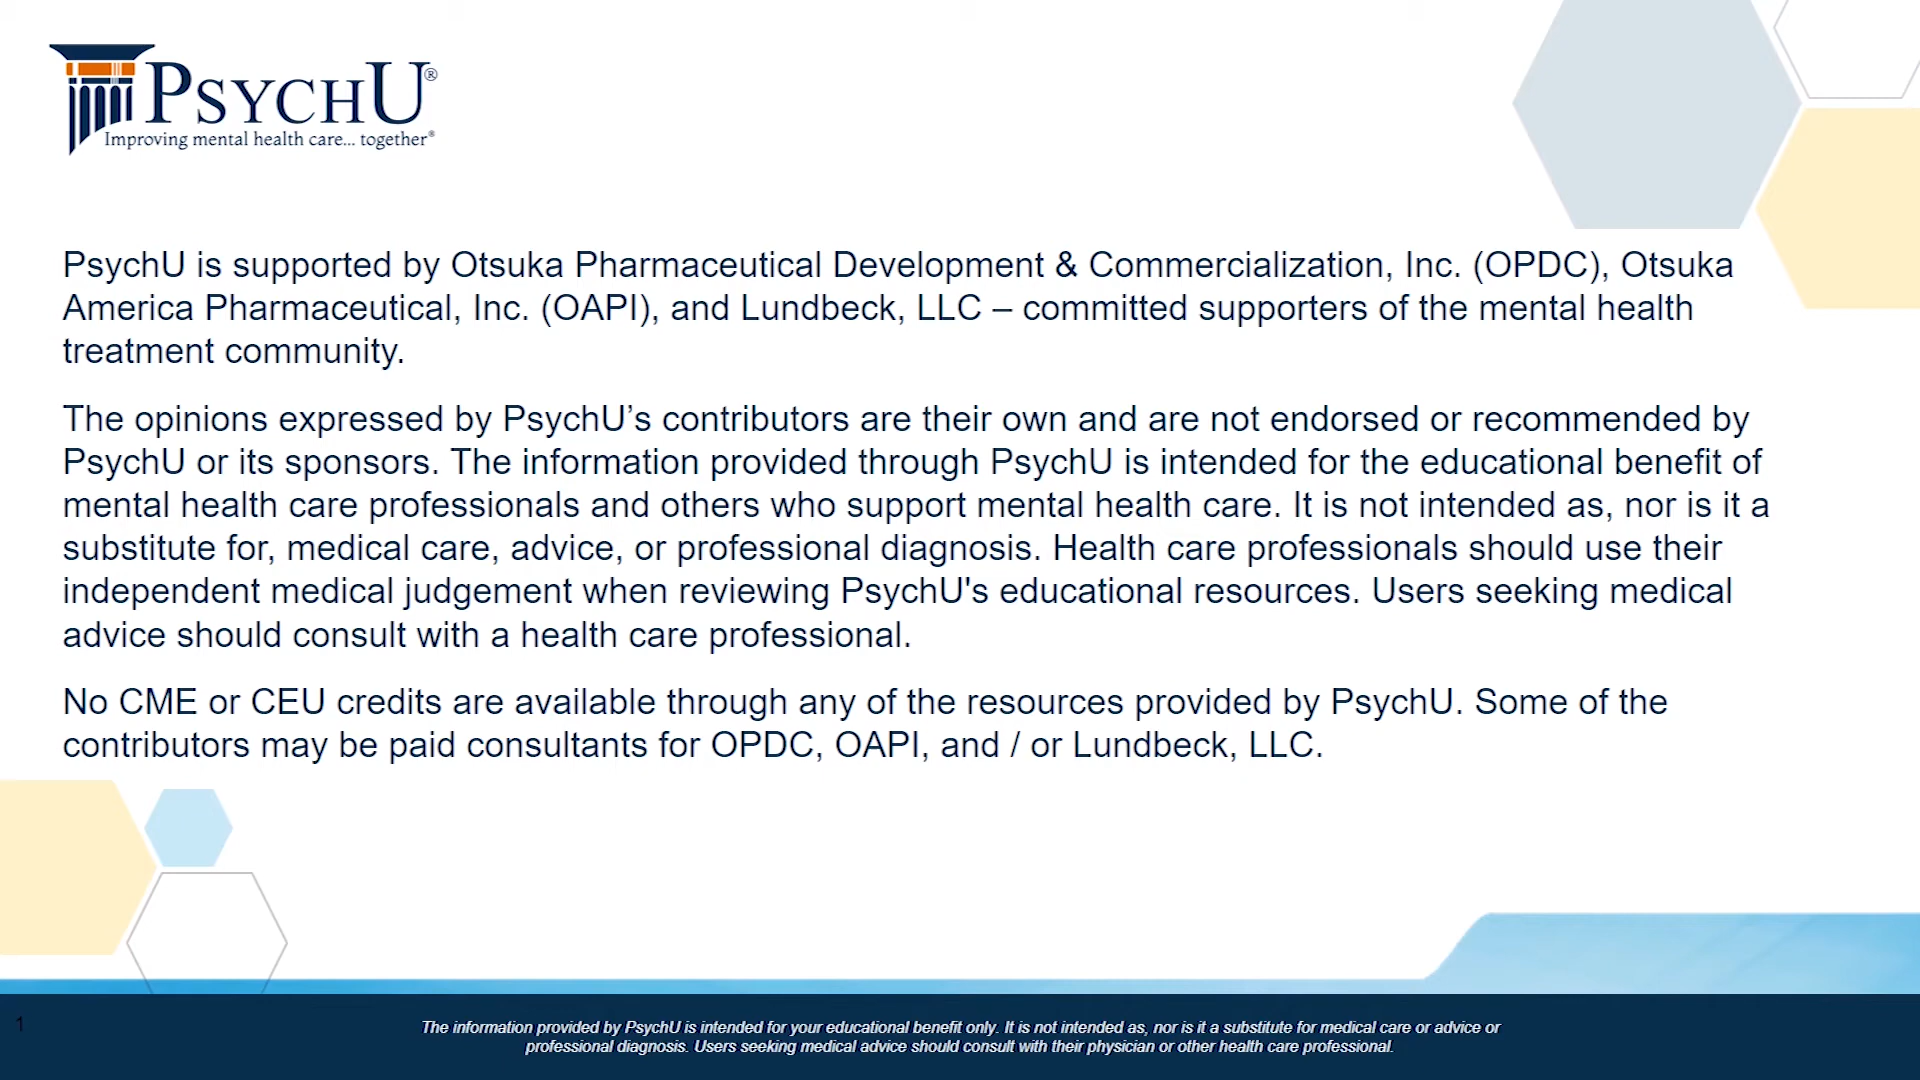 PSYCHU®
Improving mental health care... together®
PsychU is supported by Otsuka Pharmaceutical Development & Commercialization, Inc. (OPDC), Otsuka
America Pharmaceutical, Inc. (OAPI), and Lundbeck, LLC – committed supporters of the mental health
treatment community.
The opinions expressed by PsychU’s contributors are their own and are not endorsed or recommended by
PsychU or its sponsors. The information provided through PsychU is intended for the educational benefit of
mental health care professionals and others who support mental health care. It is not intended as, nor is it a
substitute for, medical care, advice, or professional diagnosis. Health care professionals should use their
independent medical judgement when reviewing PsychU's educational resources. Users seeking medical
advice should consult with a health care professional.
No CME or CEU credits are available through any of the resources provided by PsychU. Some of the
contributors may be paid consultants for OPDC, OAPI, and / or Lundbeck, LLC.
1
The information provided by PsychU is intended for your educational benefit only. It is not intended as, nor is it a substitute for medical care or advice or
professional diagnosis. Users seeking medical advice should consult with their physician or other health care professional.